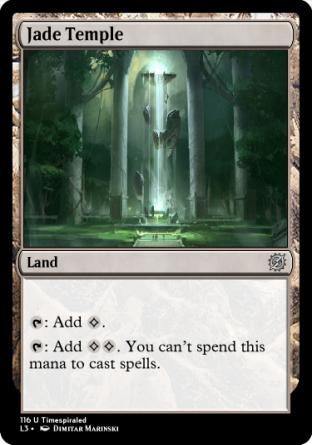 Jade Temple
Land
: Add .
: Add . You can't spend this
mana to cast spells.
116 U Timespiraled
L3 • Dimitar Marinski